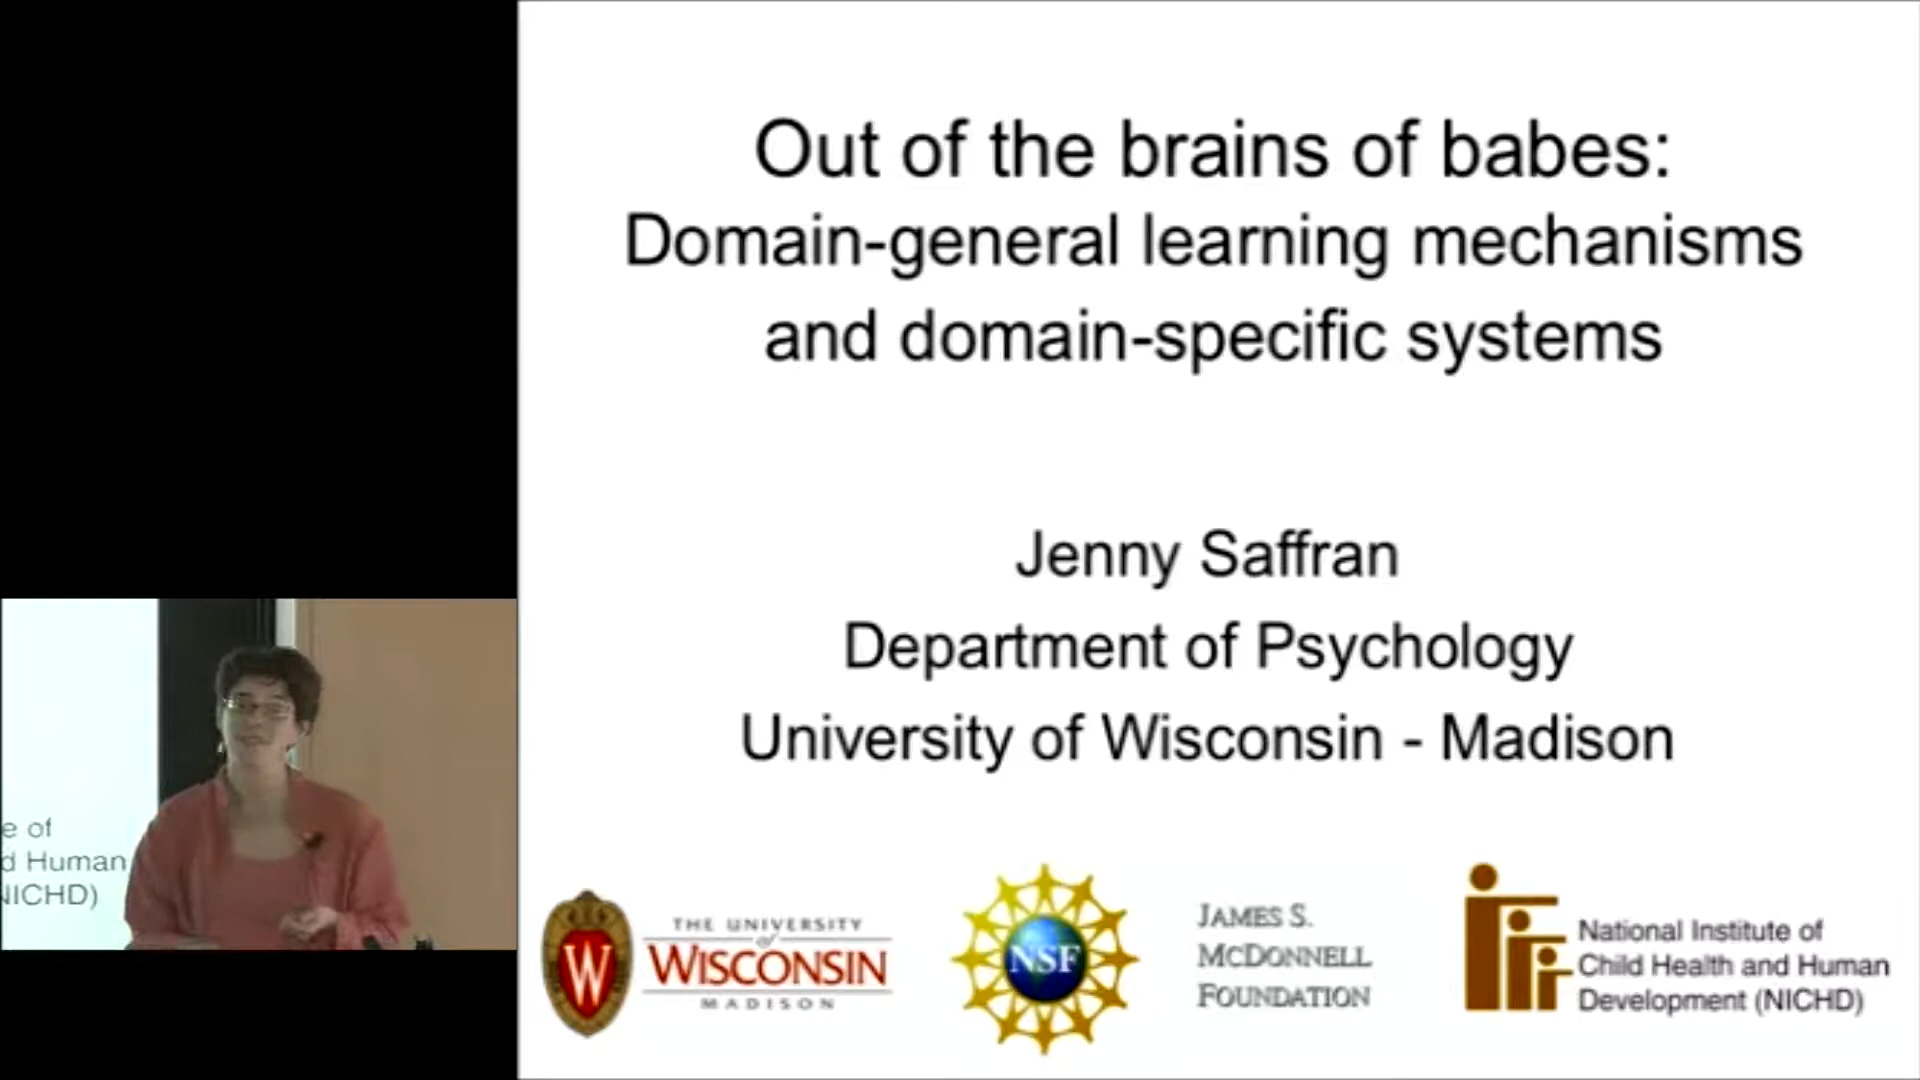 Out of the brains of babes:
Domain-general learning mechanisms
and domain-specific systems
Jenny Saffran
Department of Psychology
University of Wisconsin - Madison
W
THE UNIVERSITY
of
WISCONSIN
MADISON
NSF
JAMES S.
MCDONNELL
FOUNDATION
National Institute of
Child Health and Human
Development (NICHD)
e of
d Human
NICHD)